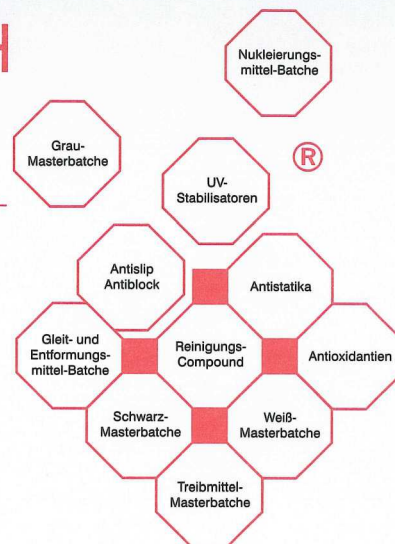 Nukleierungs-
mittel-Batche
Grau-
Masterbatche
®
UV-
Stabilisatoren
Antislip
Antiblock
Antistatika
Gleit- und
Entformungs-
mittel-Batche
Reinigungs-
Compound
Antioxidantien
Schwarz-
Masterbatche
Weiß-
Masterbatche
Treibmittel-
Masterbatche